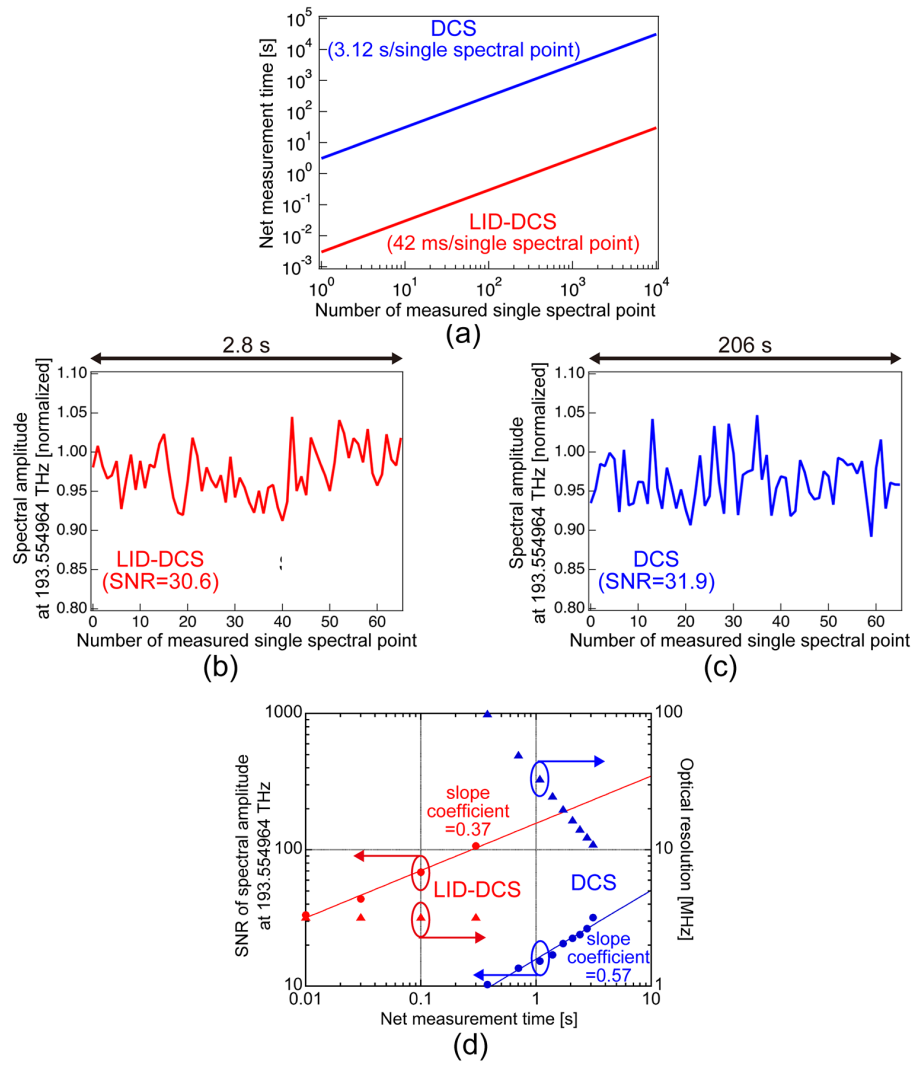 10^5
10^4
10^3
10^2
10^1
10^0
10^-1
10^-2
10^-3
Net measurement time [s]
DCS
(3.12 s/single spectral point)
LID-DCS
(42 ms/single spectral point)
10^0 10^1 10^2 10^3 10^4
Number of measured single spectral point
(a)
2.8 s
1.10
1.05
1.00
0.95
0.90
0.85
0.80
Spectral amplitude
at 193.554964 THz [normalized]
LID-DCS
(SNR=30.6)
0 10 20 30 40 50 60
Number of measured single spectral point
(b)
206 s
1.10
1.05
1.00
0.95
0.90
0.85
0.80
Spectral amplitude
at 193.554964 THz [normalized]
DCS
(SNR=31.9)
0 10 20 30 40 50 60
Number of measured single spectral point
(c)
1000
100
10
SNR of spectral amplitude
at 193.554964 THz
slope
coefficient
=0.37
LID-DCS
DCS
slope
coefficient
=0.57
100
10
1
Optical resolution [MHz]
0.01 0.1 1 10
Net measurement time [s]
(d)